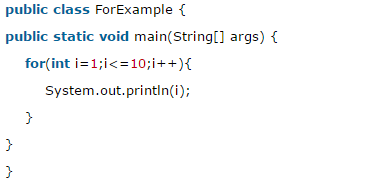 public class ForExample {
public static void main(String[] args) {
    for(int i=1;i<=10;i++){
        System.out.println(i);
    }
}
}